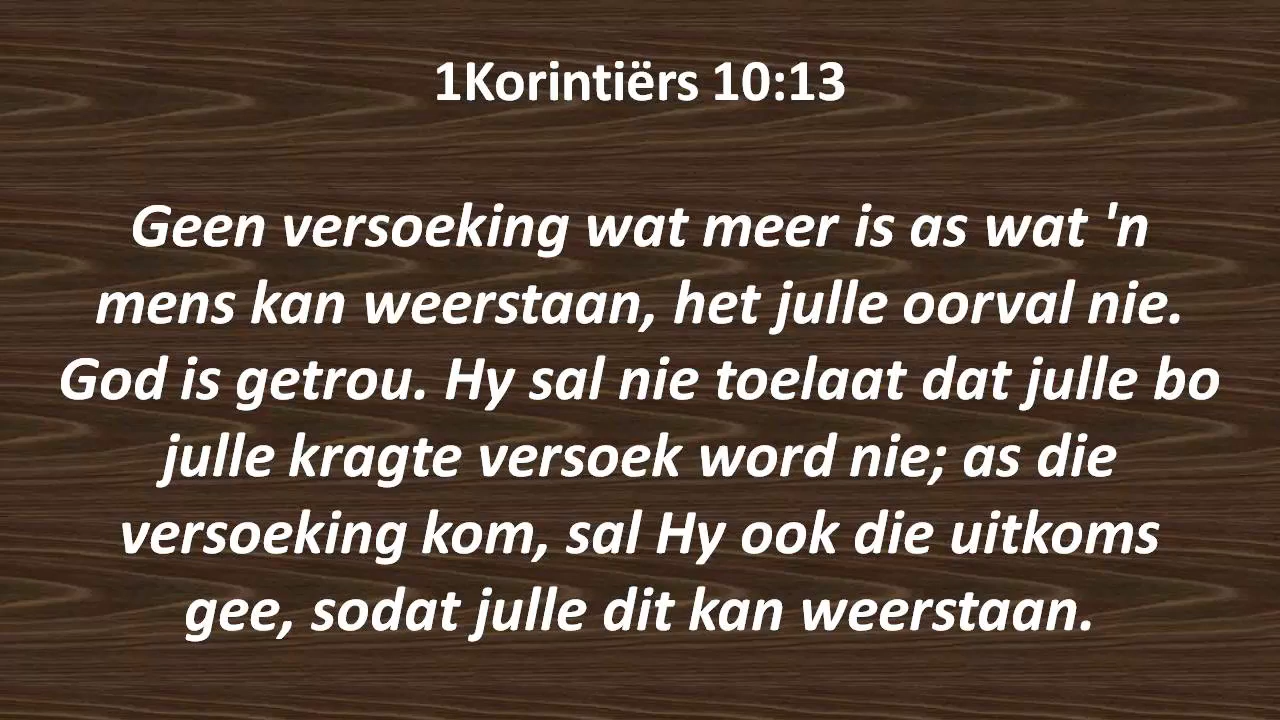 1Korintiërs 10:13
Geen versoeking wat meer is as wat 'n
mens kan weerstaan, het julle oorval nie.
God is getrou. Hy sal nie toelaat dat julle bo
julle kragte versoek word nie; as die
versoeking kom, sal Hy ook die uitkoms
gee, sodat julle dit kan weerstaan.